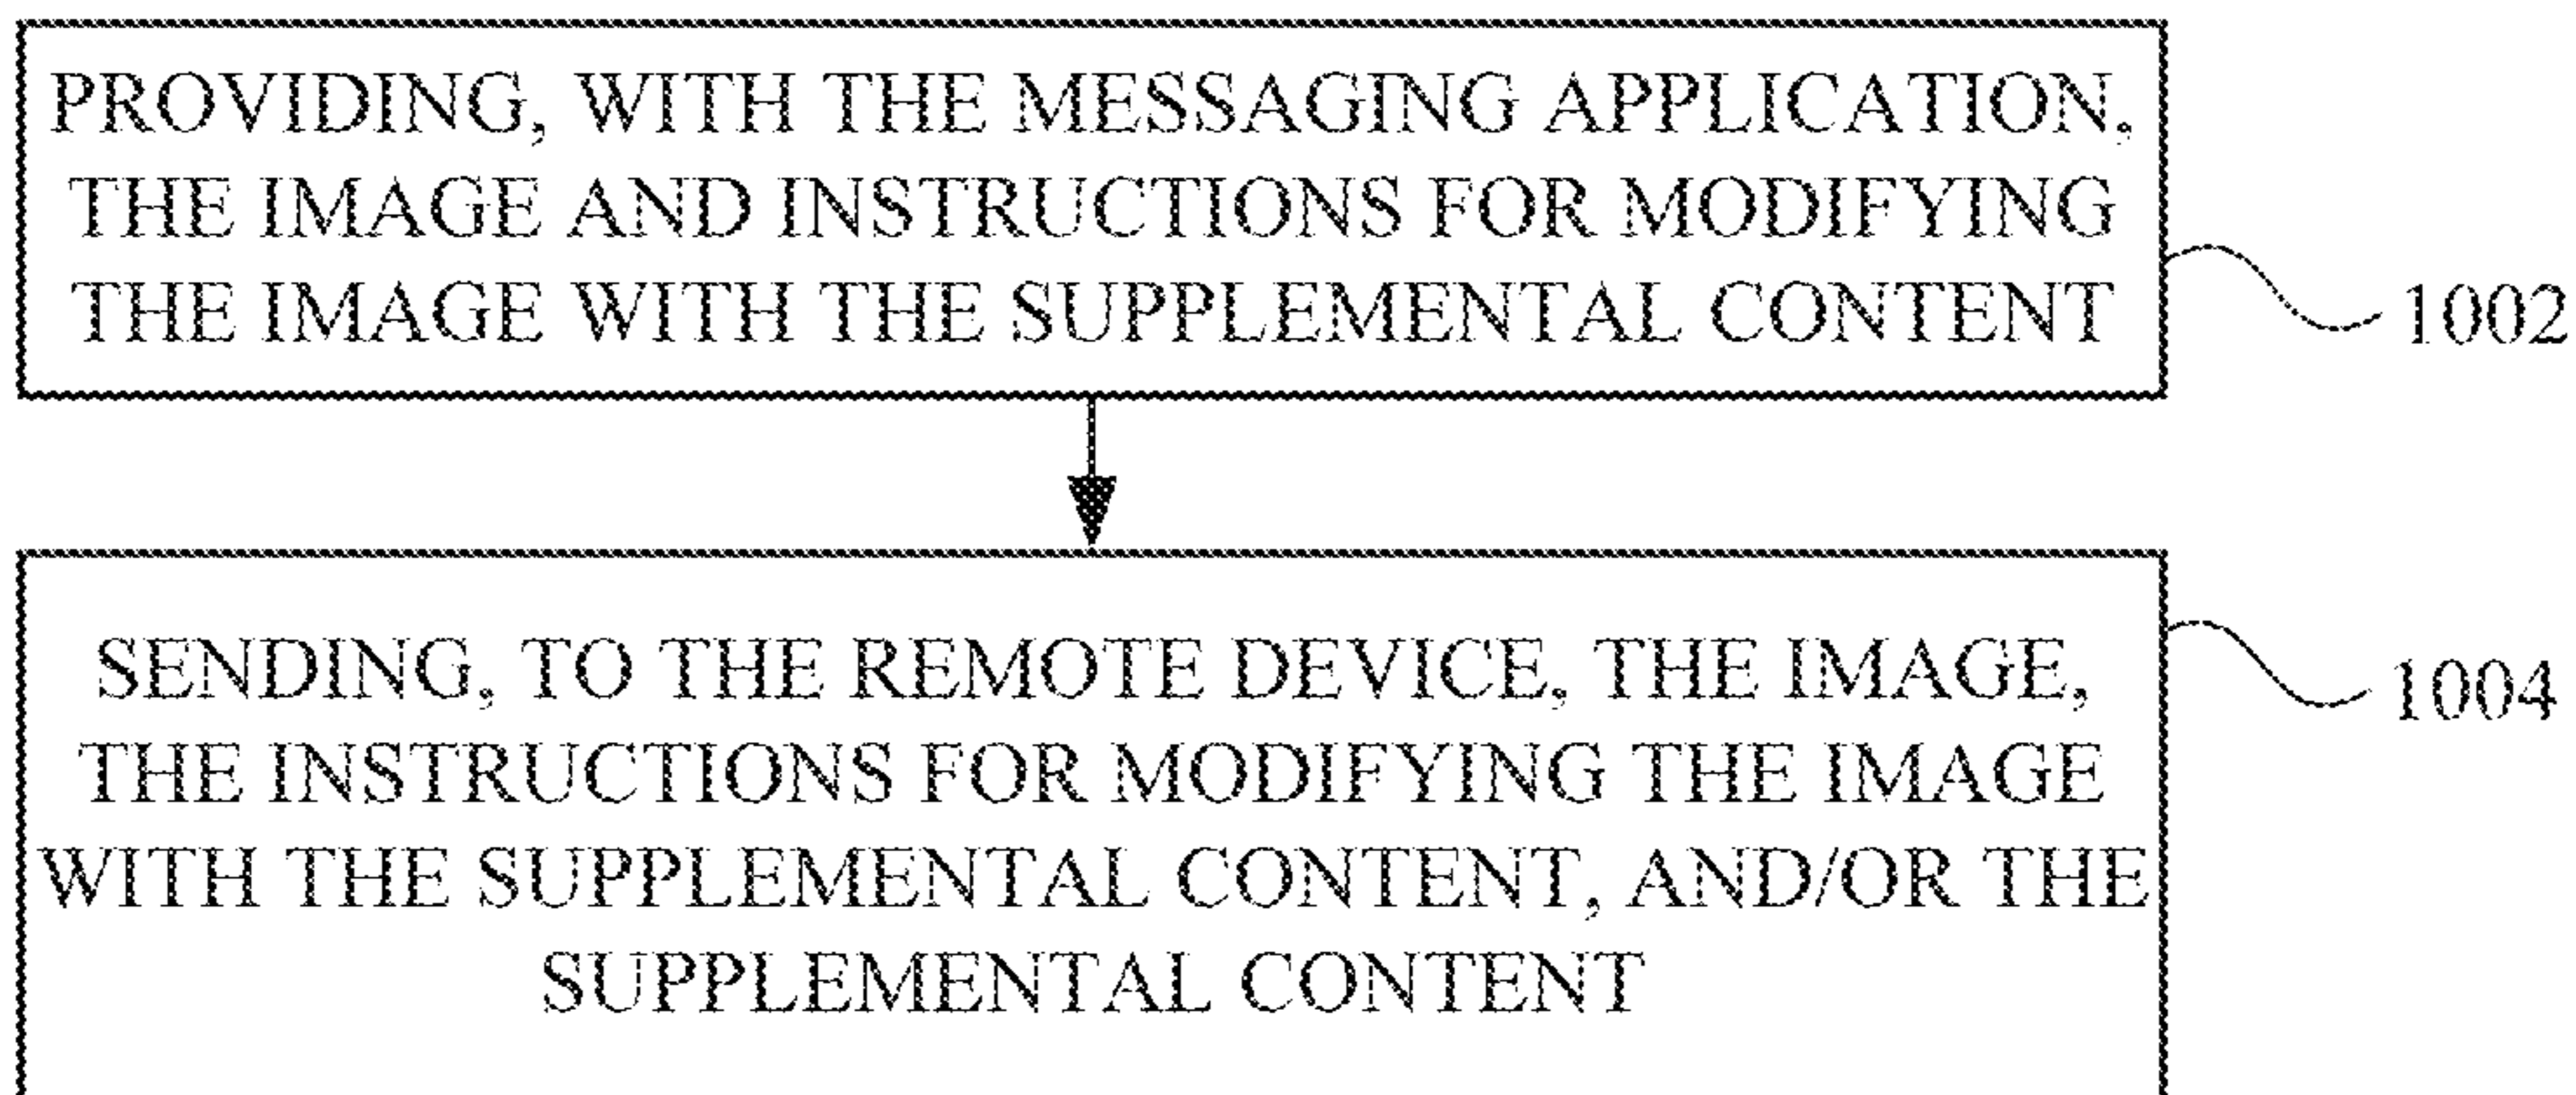 PROVIDING, WITH THE MESSAGING APPLICATION,
THE IMAGE AND INSTRUCTIONS FOR MODIFYING
THE IMAGE WITH THE SUPPLEMENTAL CONTENT
1002
SENDING, TO THE REMOTE DEVICE, THE IMAGE,
THE INSTRUCTIONS FOR MODIFYING THE IMAGE
WITH THE SUPPLEMENTAL CONTENT, AND/OR THE
SUPPLEMENTAL CONTENT
1004